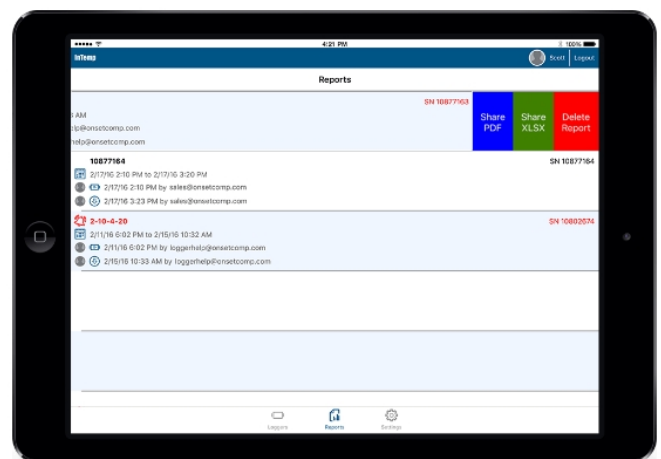 4:21 PM
100%
InTemp
Scott Logout
Reports
SN 10877163
AM
lp@onsetcomp.com
help@onsetcomp.com
Share PDF
Share XLSX
Delete Report
10877164
SN 10877164
2/17/16 2:10 PM to 2/17/16 3:20 PM
2/17/16 2:10 PM by sales@onsetcomp.com
2/17/16 3:23 PM by sales@onsetcomp.com
2-10-4-20
SN 10802674
2/11/16 6:02 PM to 2/15/16 10:32 AM
2/11/16 6:02 PM by loggerhelp@onsetcomp.com
2/15/16 10:33 AM by loggerhelp@onsetcomp.com
Loggers
Reports
Settings